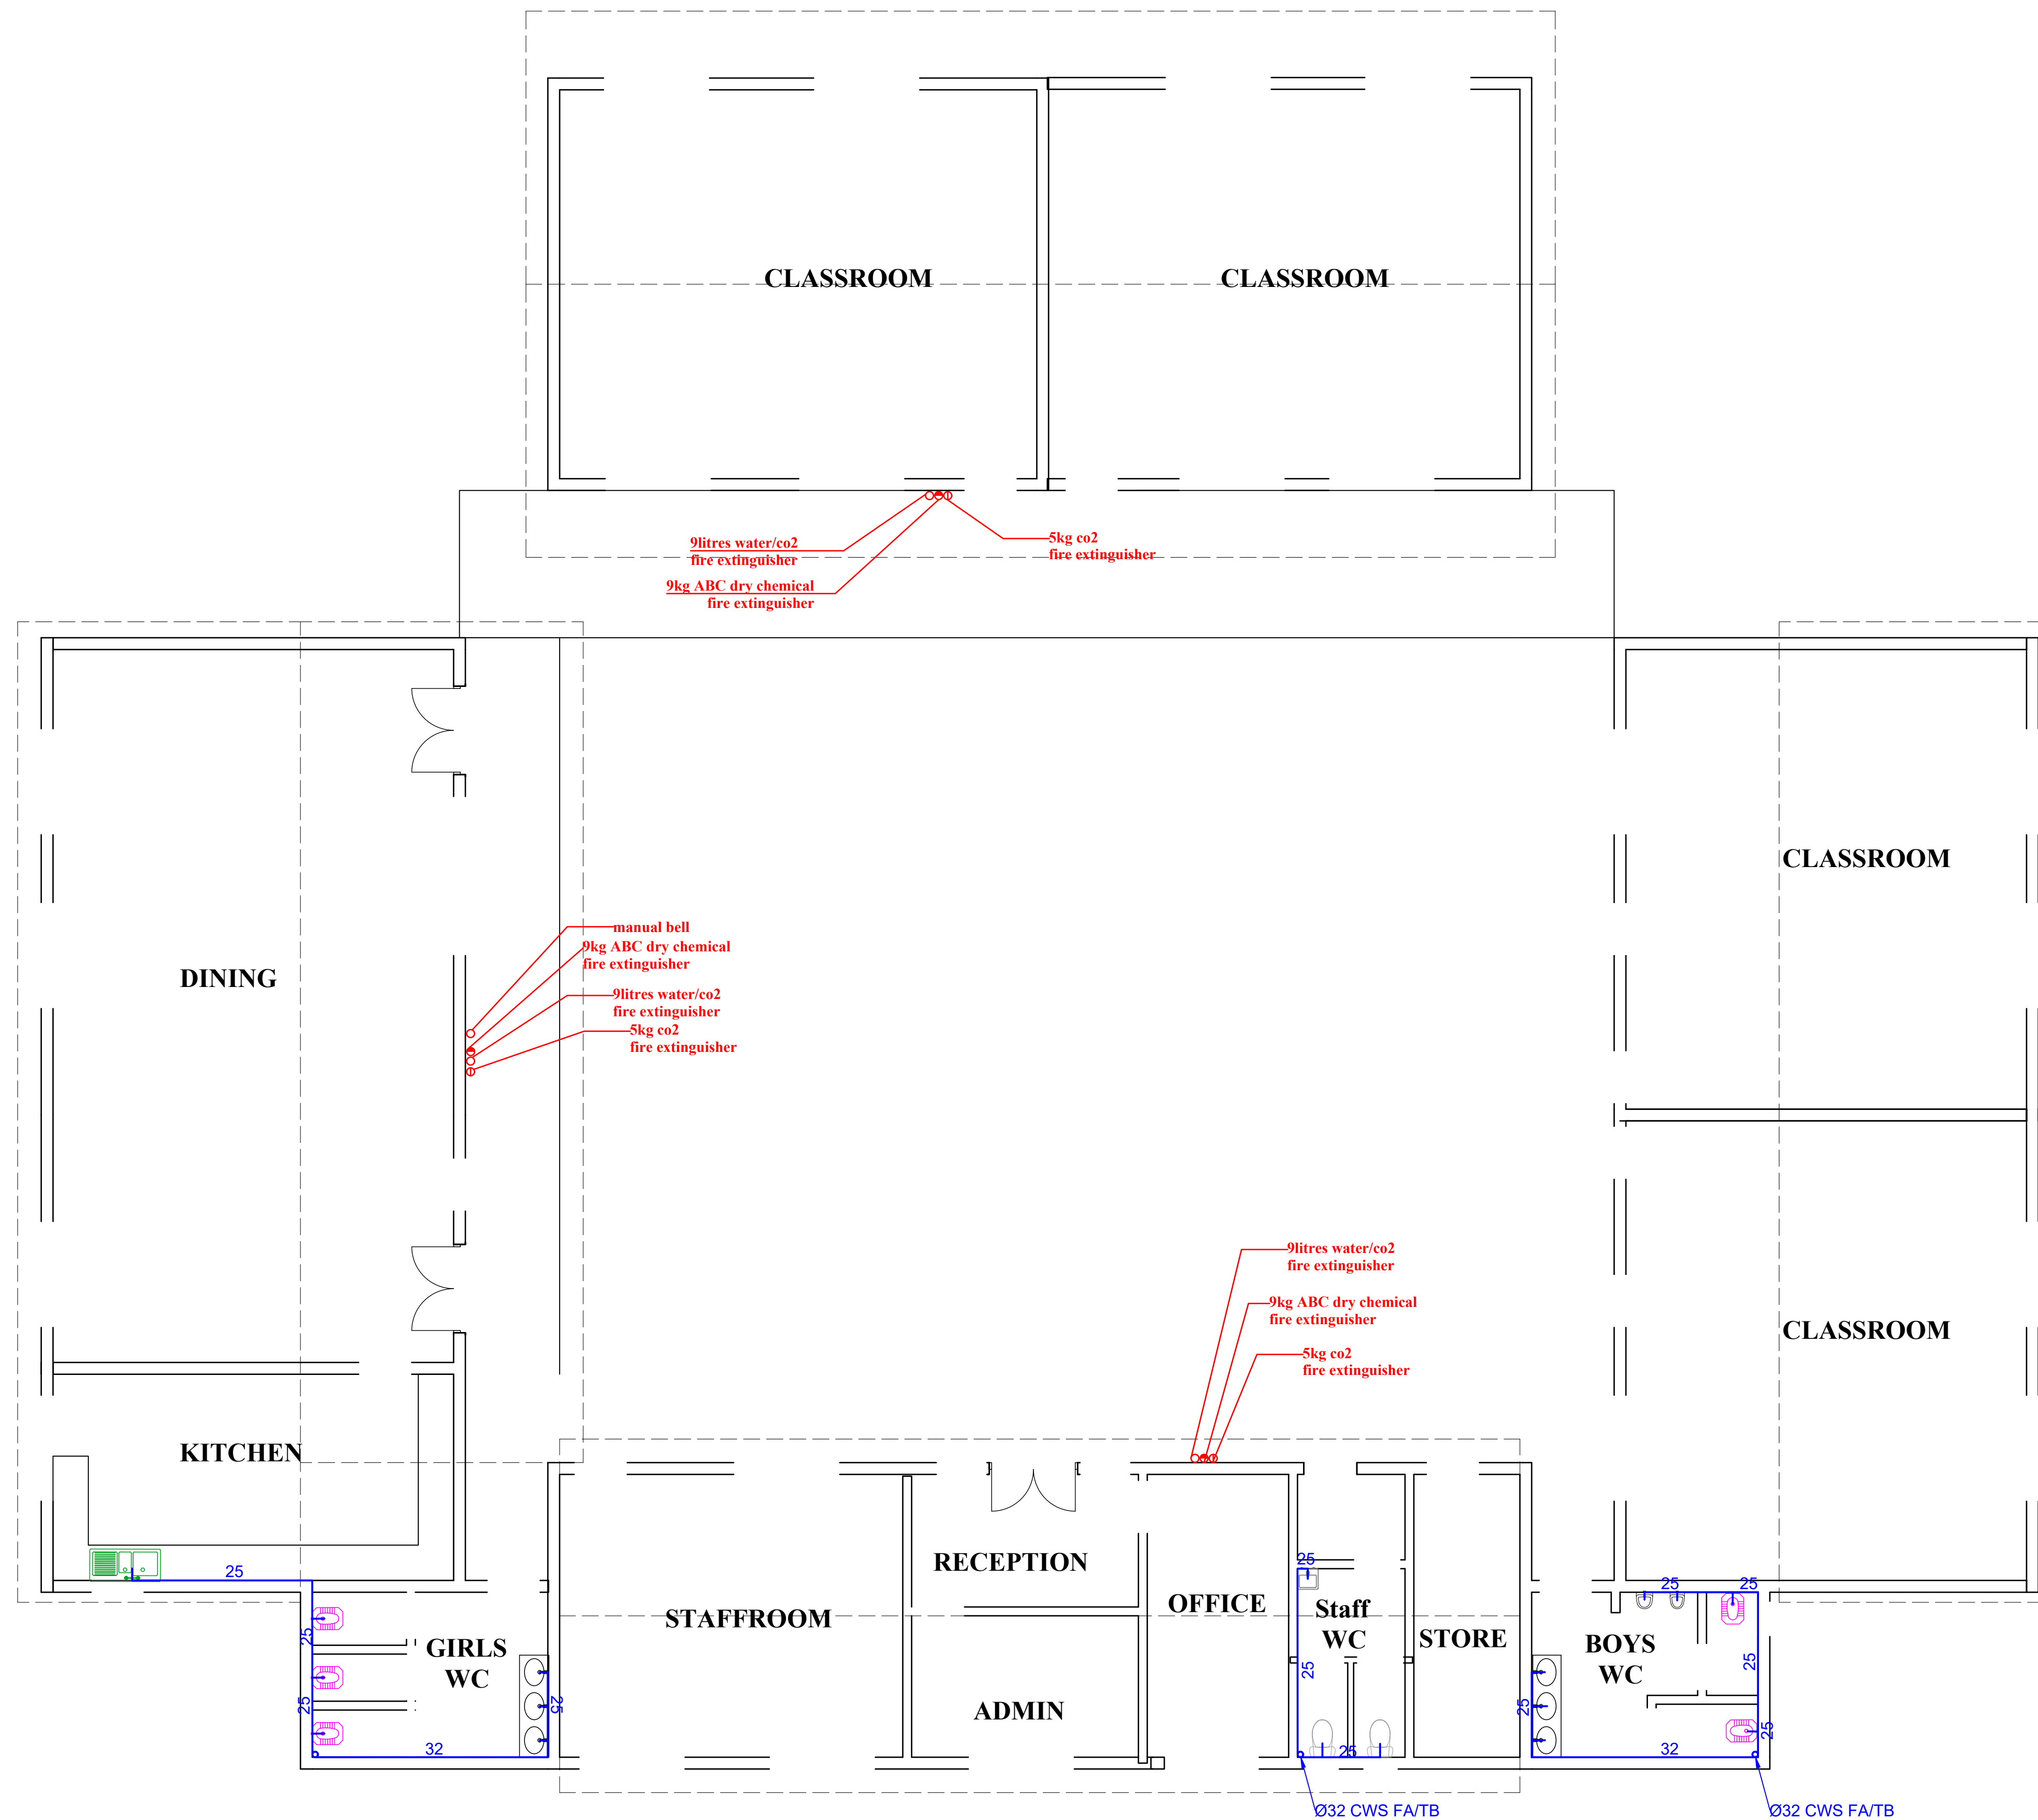 CLASSROOM
CLASSROOM
9litres water/co2
fire extinguisher
5kg co2
fire extinguisher
9kg ABC dry chemical
fire extinguisher
CLASSROOM
manual bell
9kg ABC dry chemical
fire extinguisher
DINING
9litres water/co2
fire extinguisher
5kg co2
fire extinguisher
9litres water/co2
fire extinguisher
9kg ABC dry chemical
fire extinguisher
CLASSROOM
5kg co2
fire extinguisher
KITCHEN
25
RECEPTION
25
25
25
OFFICE
Staff
WC
STAFFROOM
25
GIRLS
WC
STORE
BOYS
WC
25
25
25
25
25
ADMIN
25
32
25
32
25
Ø32 CWS FA/TB
Ø32 CWS FA/TB